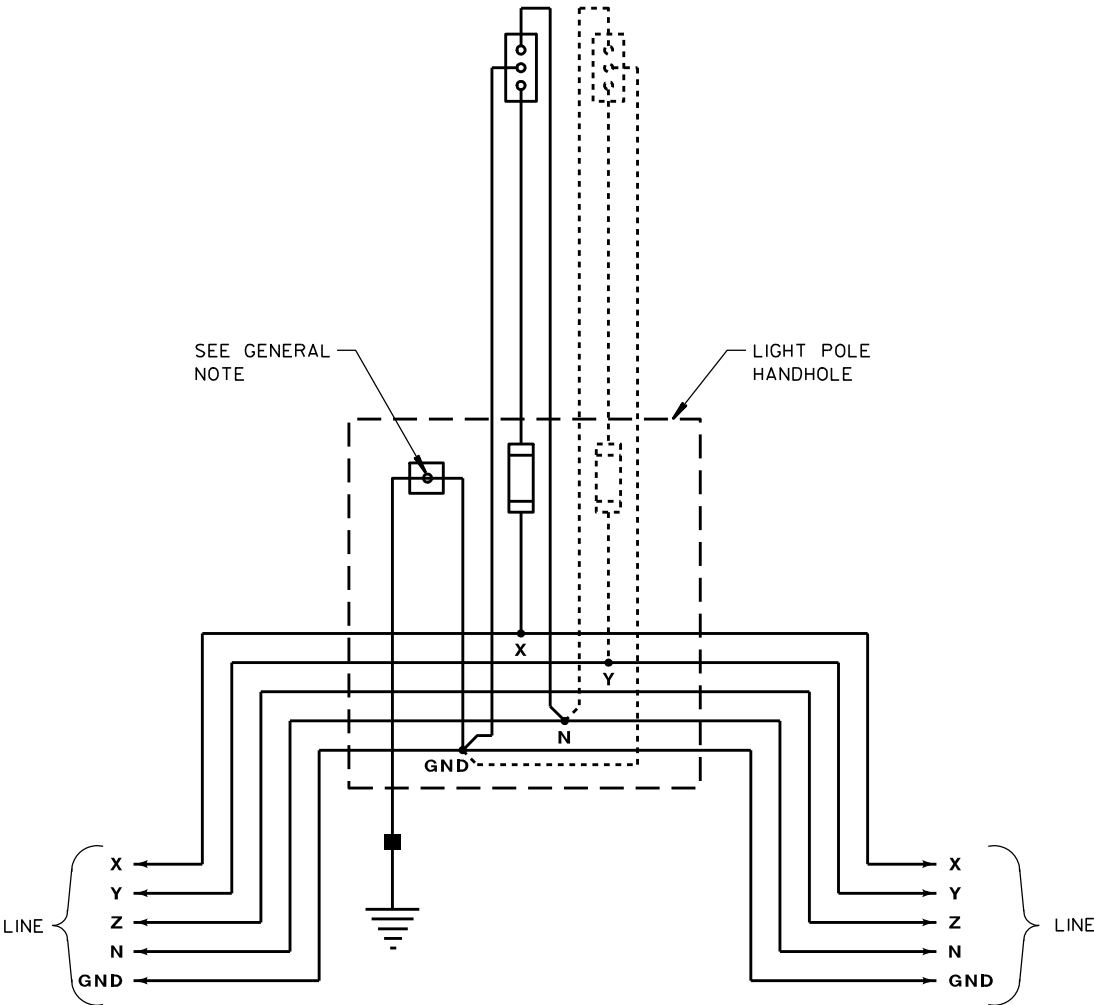 SEE GENERAL
NOTE
LIGHT POLE
HANDHOLE
X
Y
N
GND
LINE
X
Y
Z
N
GND
X
Y
Z
N
GND
LINE